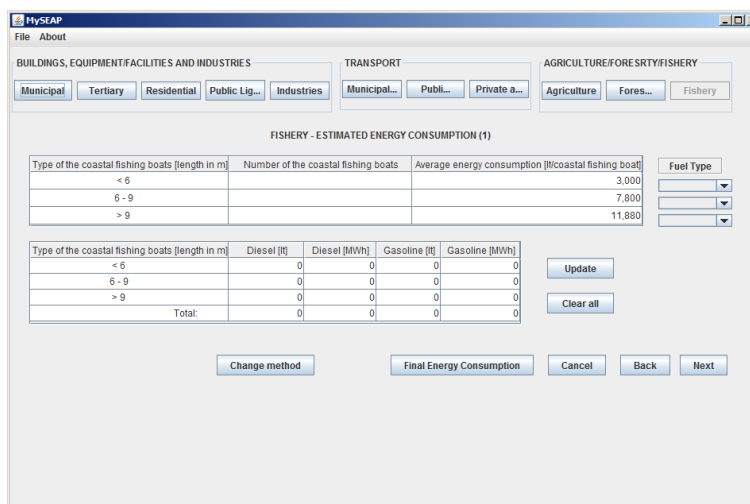 MySEAP
File About
BUILDINGS, EQUIPMENT/FACILITIES AND INDUSTRIES TRANSPORT AGRICULTURE/FORESRTY/FISHERY
Municipal Tertiary Residential Public Lig... Industries Municipal... Publi... Private a... Agriculture Fores... Fishery
FISHERY - ESTIMATED ENERGY CONSUMPTION (1)
Type of the coastal fishing boats [length in m] Number of the coastal fishing boats Average energy consumption [lt/coastal fishing boat] Fuel Type
< 6 3,000
6 - 9 7,800
> 9 11,880
Type of the coastal fishing boats [length in m] Diesel [lt] Diesel [MWh] Gasoline [lt] Gasoline [MWh]
< 6 0 0 0 0
6 - 9 0 0 0 0
> 9 0 0 0 0
Total: 0 0 0 0
Update
Clear all
Change method Final Energy Consumption Cancel Back Next